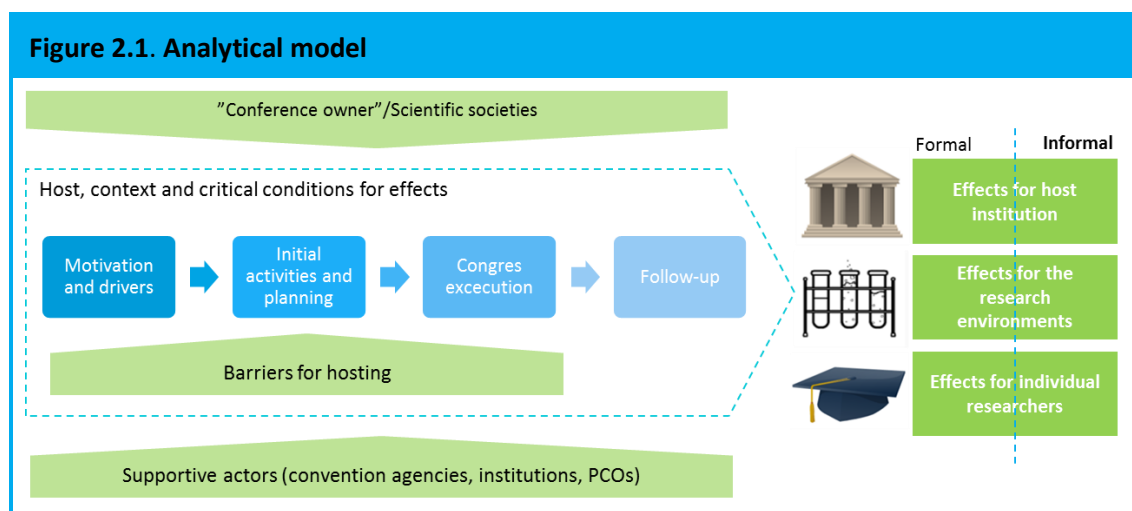 Figure 2.1. Analytical model
”Conference owner”/Scientific societies
Formal
Informal
Host, context and critical conditions for effects
Motivation
and drivers
Initial
activities and
planning
Congres
excecution
Follow-up
Barriers for hosting
Supportive actors (convention agencies, institutions, PCOs)
Effects for host
institution
Effects for the
research
environments
Effects for individual
researchers